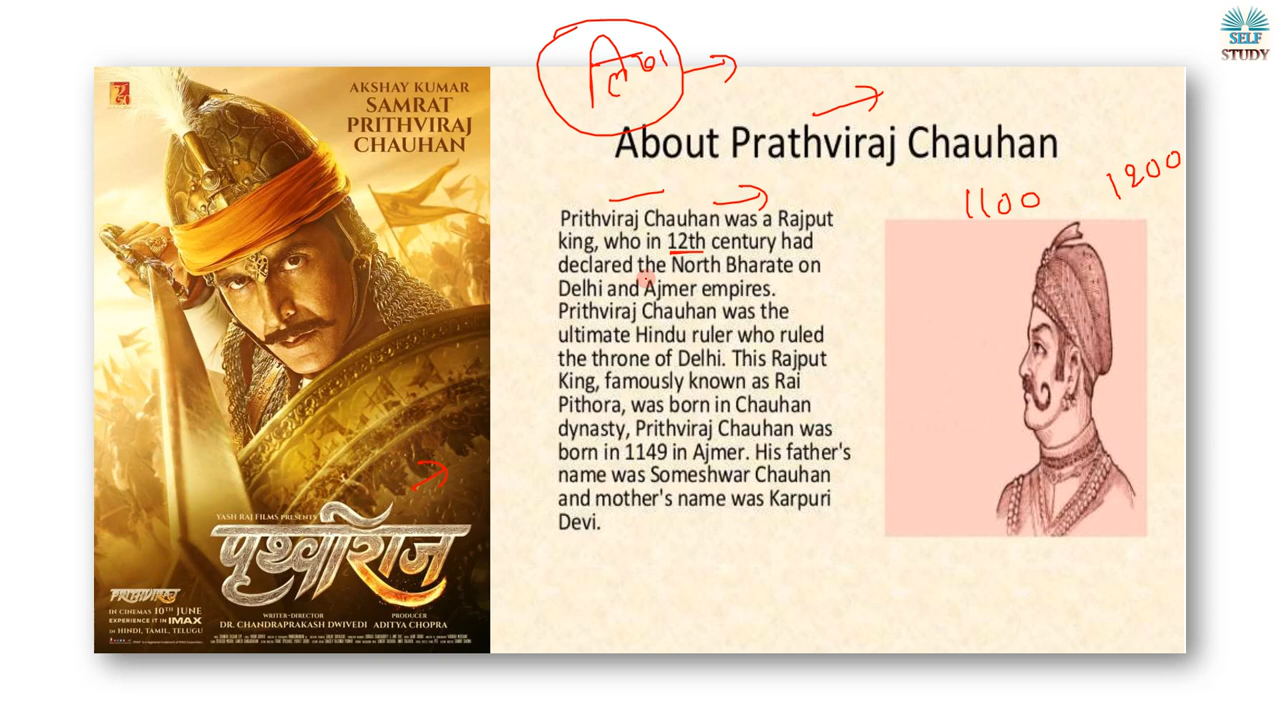 SELF
STUDY
AKSHAY KUMAR
SAMRAT
PRITHVIRAJ
CHAUHAN
About Prathviraj Chauhan
1100
1200
Prithviraj Chauhan was a Rajput
king, who in 12th century had
declared the North Bharate on
Delhi and Ajmer empires.
Prithviraj Chauhan was the
ultimate Hindu ruler who ruled
the throne of Delhi. This Rajput
King, famously known as Rai
Pithora, was born in Chauhan
dynasty, Prithviraj Chauhan was
born in 1149 in Ajmer. His father's
name was Someshwar Chauhan
and mother's name was Karpuri
Devi.
YASH RAJ FILMS PRESENTS
पृथ्वीराज
PRITHVIRAJ
IN CINEMAS 10TH JUNE
EXPERIENCE IT IN IMAX
IN HINDI, TAMIL, TELUGU
WRITER-DIRECTOR
DR. CHANDRAPRAKASH DWIVEDI
PRODUCER
ADITYA CHOPRA